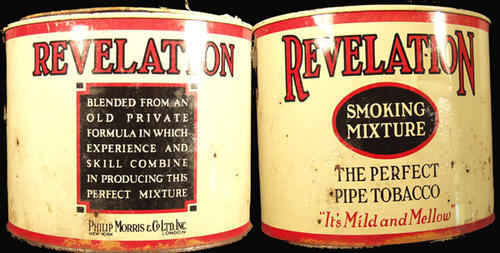 REVELATION
BLENDED FROM AN
OLD PRIVATE
FORMULA IN WHICH
EXPERIENCE AND
SKILL COMBINE
IN PRODUCING THIS
PERFECT MIXTURE
PHILIP MORRIS & CO LTD. INC.
NEW YORK LONDON
REVELATION
SMOKING
MIXTURE
THE PERFECT
PIPE TOBACCO
"It's Mild and Mellow"